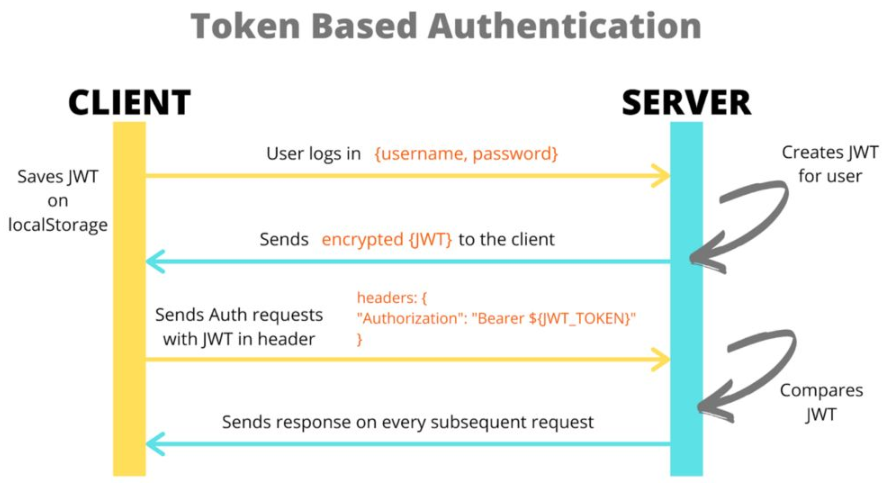 Token Based Authentication
CLIENT
SERVER
User logs in {username, password}
Creates JWT
for user
Saves JWT
on
localStorage
Sends encrypted {JWT} to the client
headers: {
"Authorization": "Bearer ${JWT_TOKEN}"
}
Sends Auth requests
with JWT in header
Compares
JWT
Sends response on every subsequent request